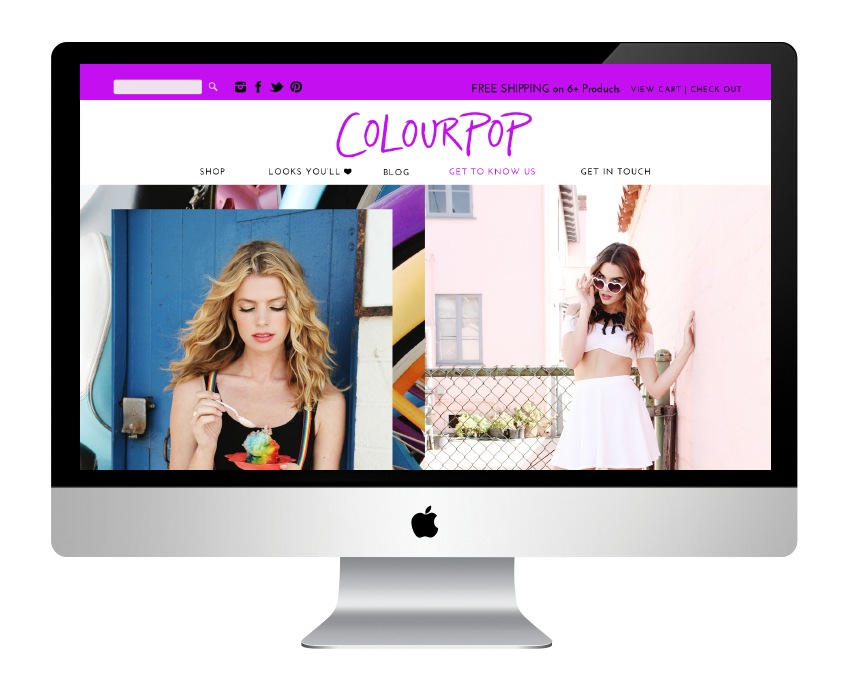 FREE SHIPPING on 6+ Products VIEW CART | CHECK OUT
COLOURPOP
SHOP LOOKS YOU'LL ♥ BLOG GET TO KNOW US GET IN TOUCH